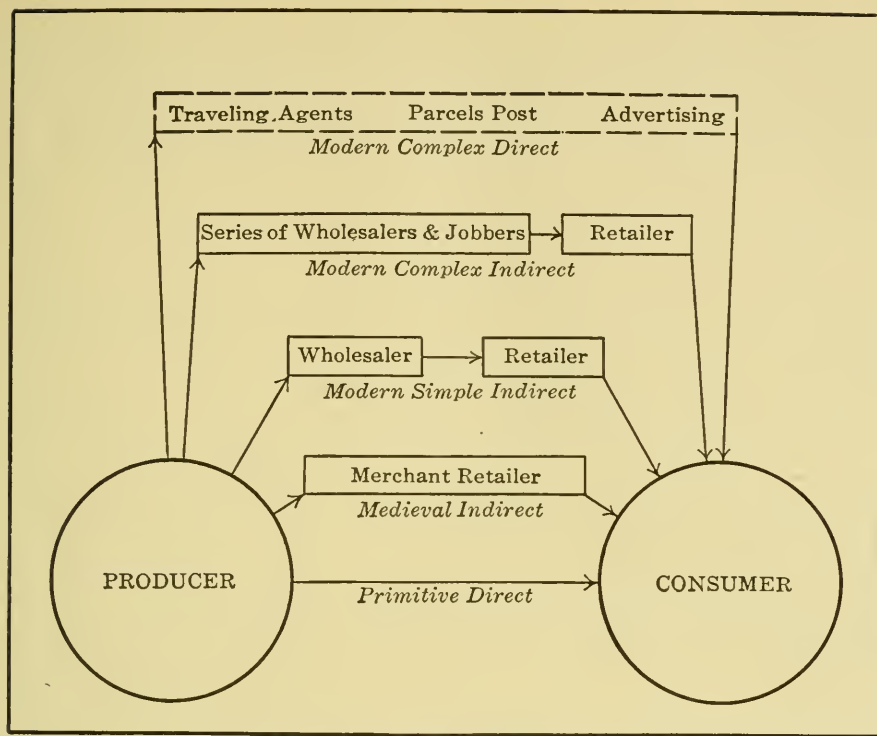 Traveling Agents Parcels Post Advertising
Modern Complex Direct
Series of Wholesalers & Jobbers Retailer
Modern Complex Indirect
Wholesaler Retailer
Modern Simple Indirect
Merchant Retailer
Medieval Indirect
PRODUCER CONSUMER
Primitive Direct